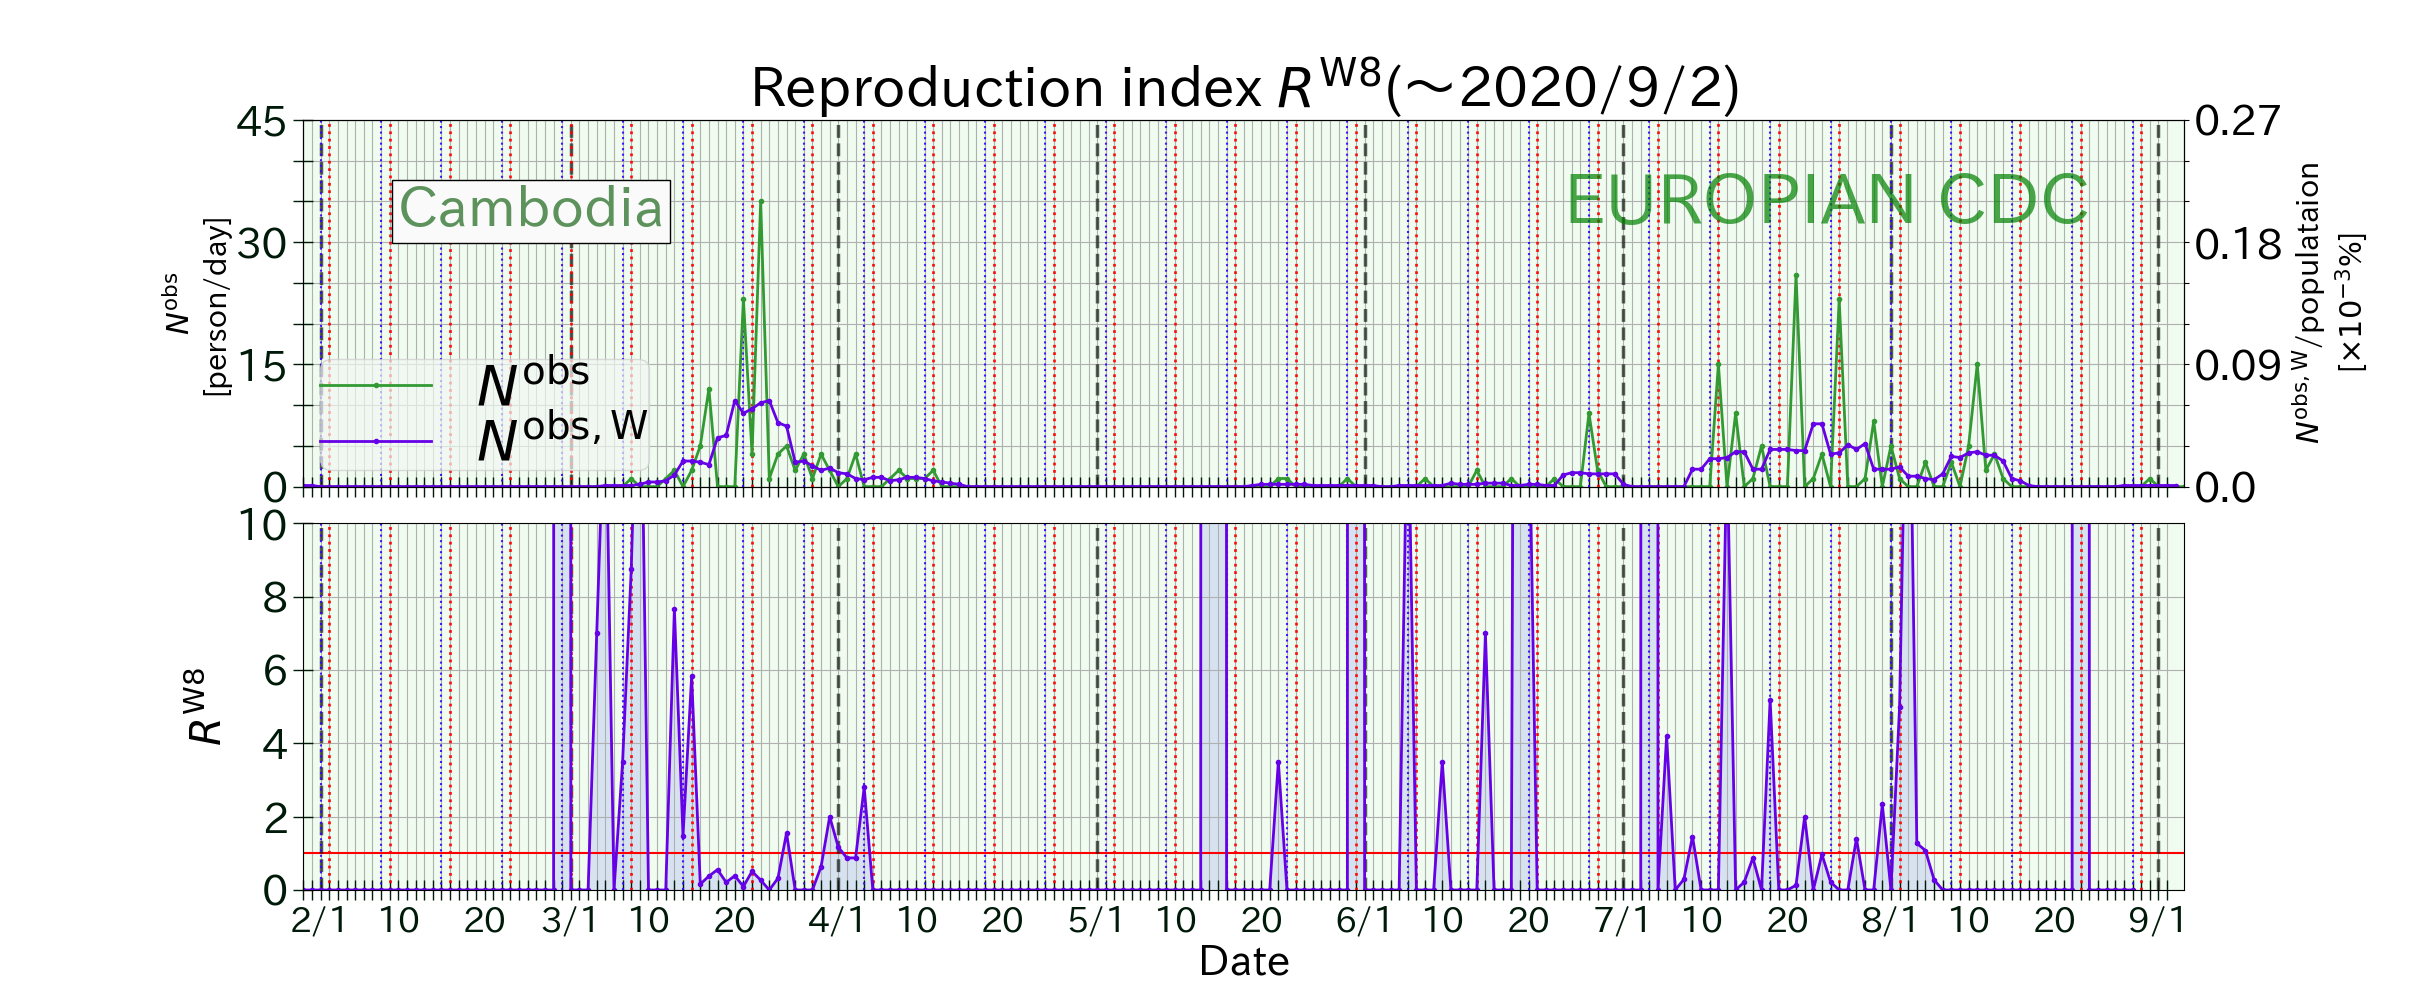 Reproduction index R^W8(～2020/9/2)
45
30
15
0
N^obs
[person/day]
Cambodia
EUROPIAN CDC
N^obs
N^obs, W
0.27
0.18
0.09
0.0
N^obs, W/populataion
[×10^−3%]
10
8
6
4
2
0
R^W8
2/1 10 20 3/1 10 20 4/1 10 20 5/1 10 20 6/1 10 20 7/1 10 20 8/1 10 20 9/1
Date